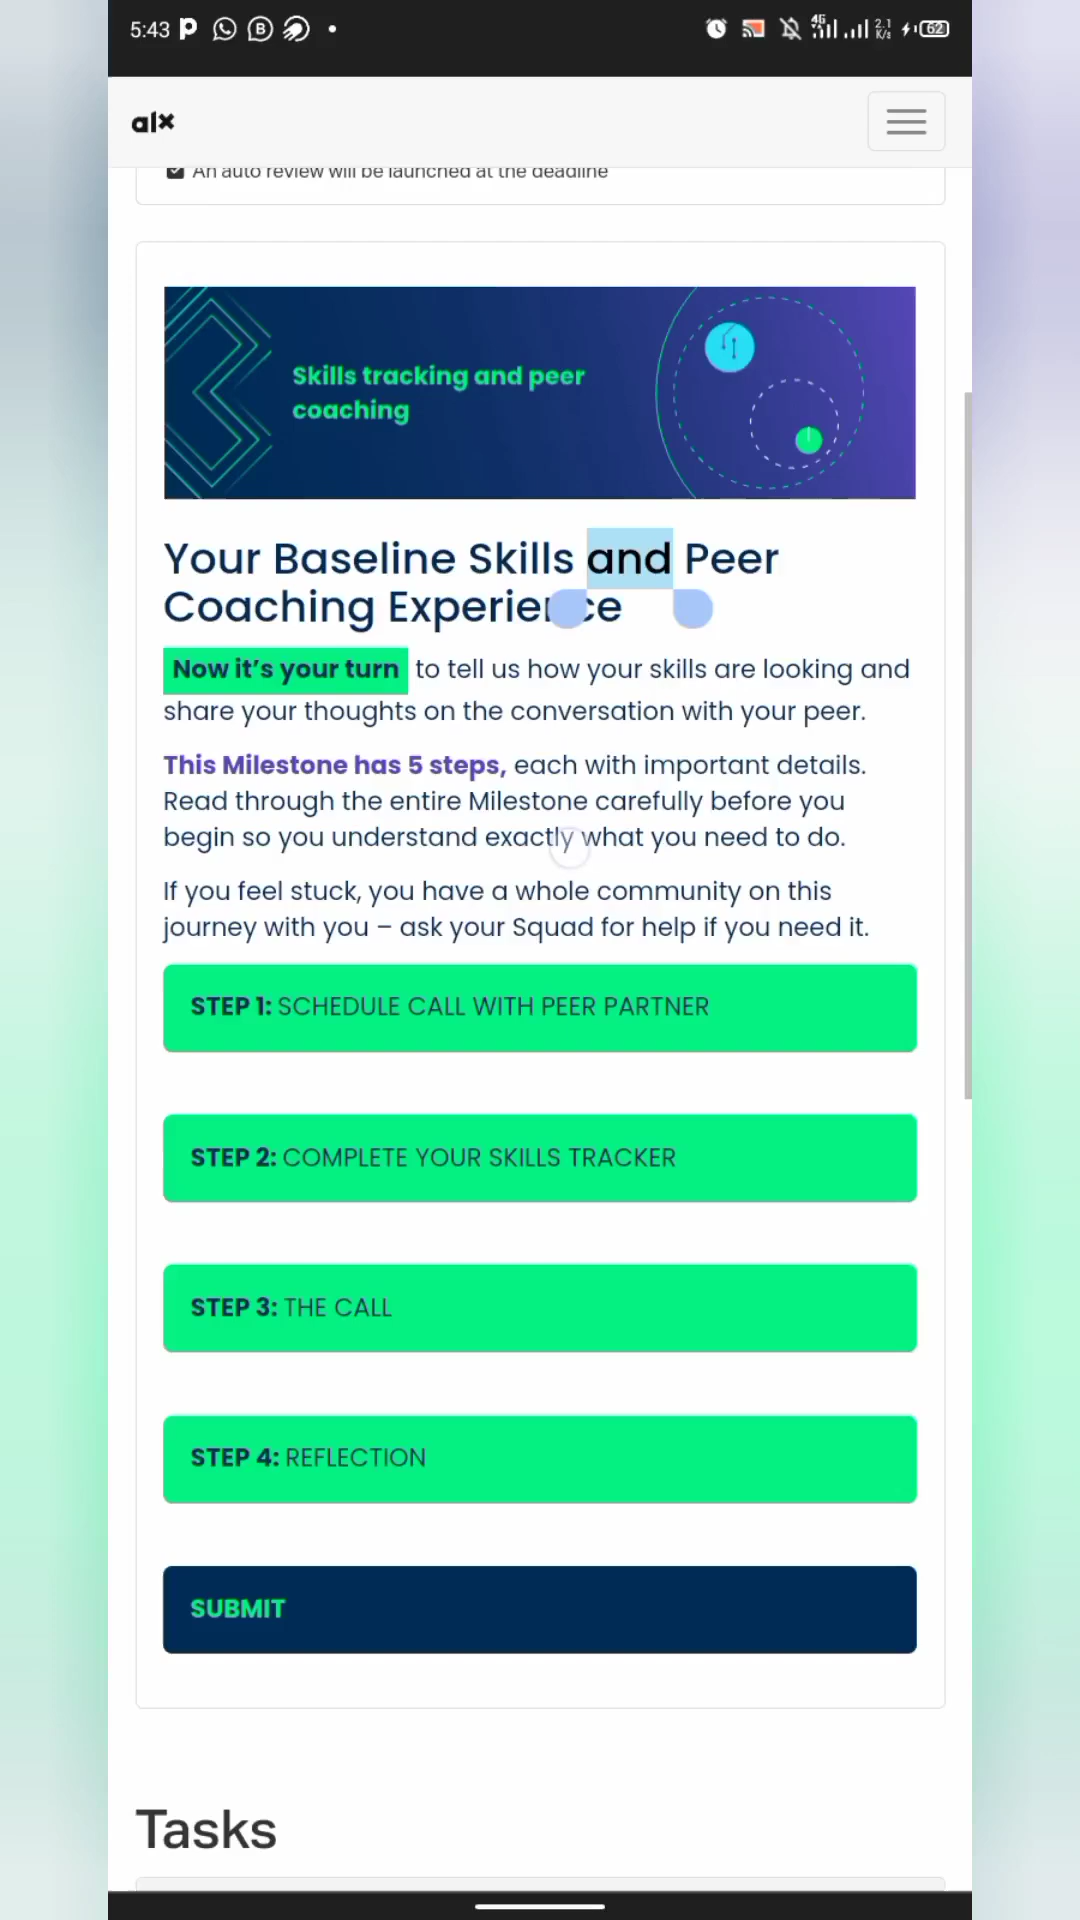 5:43
4G
2.1
K/s
62
alx
An auto review will be launched at the deadline
Skills tracking and peer
coaching
Your Baseline Skills and Peer
Coaching Experience
Now it’s your turn to tell us how your skills are looking and
share your thoughts on the conversation with your peer.
This Milestone has 5 steps, each with important details.
Read through the entire Milestone carefully before you
begin so you understand exactly what you need to do.
If you feel stuck, you have a whole community on this
journey with you – ask your Squad for help if you need it.
STEP 1: SCHEDULE CALL WITH PEER PARTNER
STEP 2: COMPLETE YOUR SKILLS TRACKER
STEP 3: THE CALL
STEP 4: REFLECTION
SUBMIT
Tasks